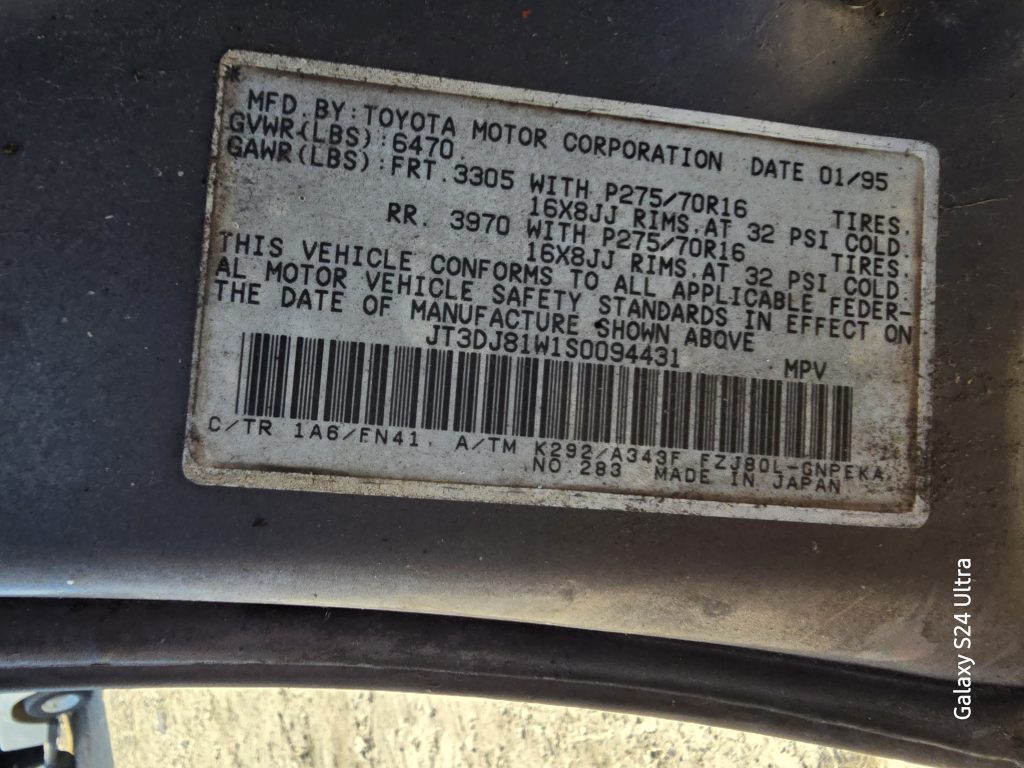 MFD. BY: TOYOTA MOTOR CORPORATION DATE 01/95
GVWR(LBS): 6470
GAWR(LBS): FRT. 3305 WITH P275/70R16 TIRES.
16X8JJ RIMS. AT 32 PSI COLD.
RR. 3970 WITH P275/70R16 TIRES.
16X8JJ RIMS. AT 32 PSI COLD.
THIS VEHICLE CONFORMS TO ALL APPLICABLE FEDER-
AL MOTOR VEHICLE SAFETY STANDARDS IN EFFECT ON
THE DATE OF MANUFACTURE SHOWN ABOVE
JT3DJ81W1S0094431 MPV
C/TR 1A6/FN41. A/TM K292/A343F FZJ80L-GNPEKA
NO. 283 MADE IN JAPAN
Galaxy S24 Ultra